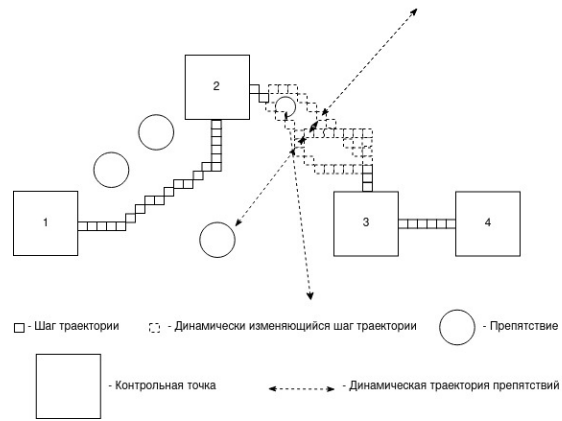 2
1
3
4
- Шаг траектории
- Динамически изменяющийся шаг траектории
- Препятствие
- Контрольная точка
- Динамическая траектория препятствий